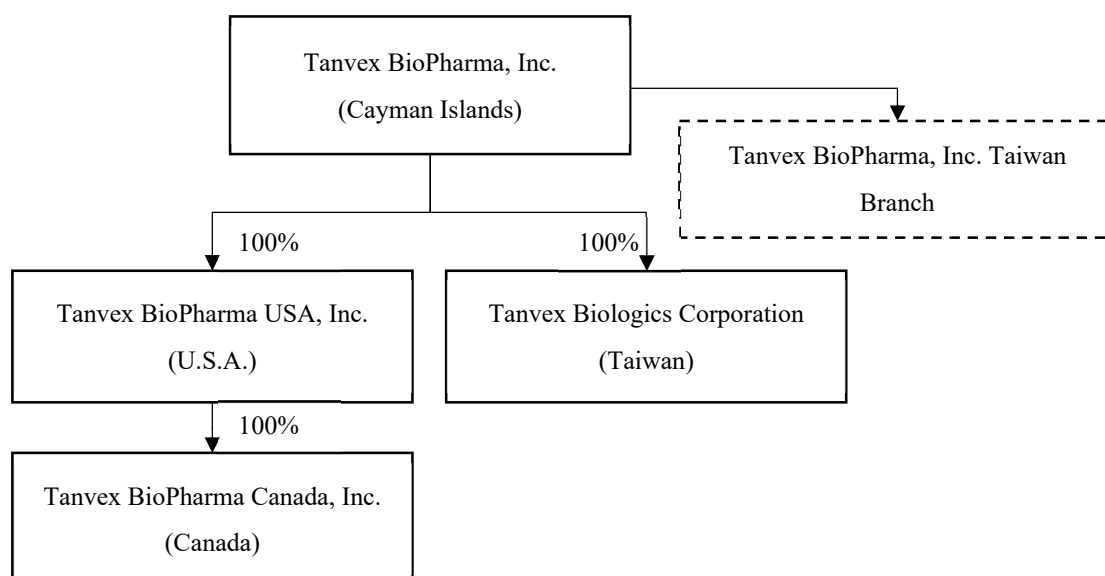 Tanvex BioPharma, Inc.
(Cayman Islands)
Tanvex BioPharma, Inc. Taiwan
Branch
100%
100%
Tanvex BioPharma USA, Inc.
(U.S.A.)
Tanvex Biologics Corporation
(Taiwan)
100%
Tanvex BioPharma Canada, Inc.
(Canada)